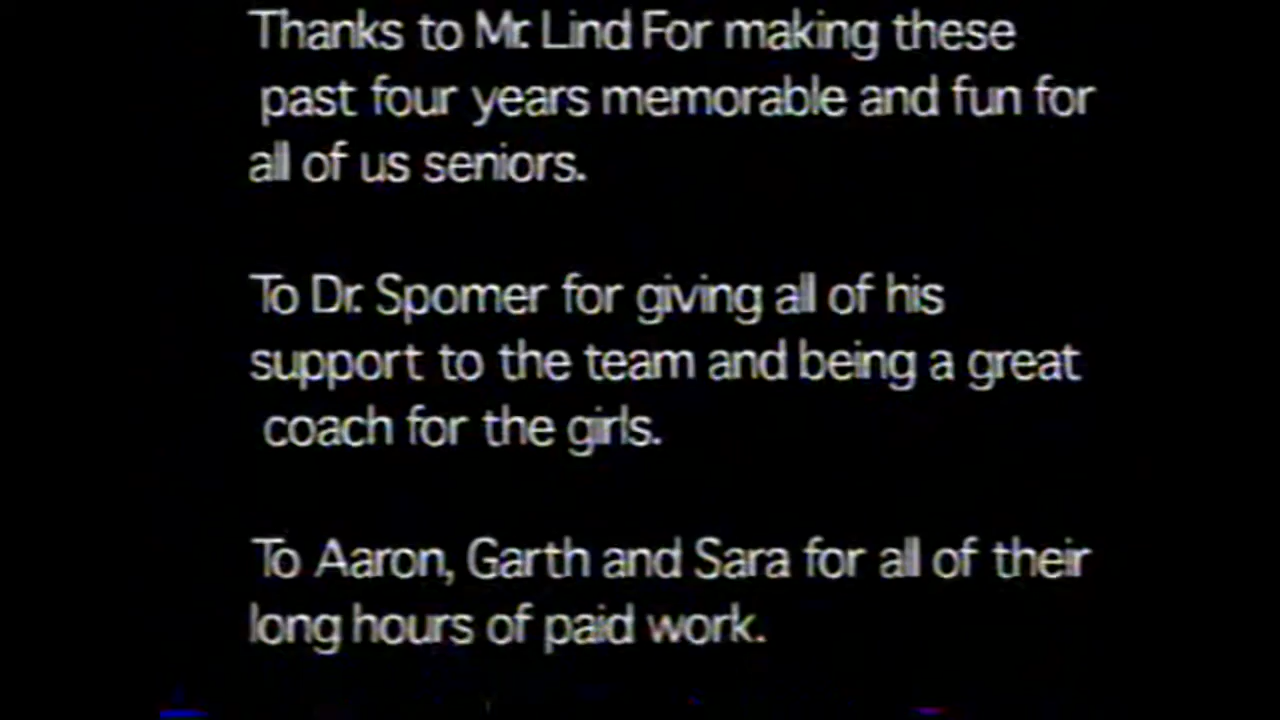 Thanks to Mr. Lind For making these
past four years memorable and fun for
all of us seniors.
To Dr. Spomer for giving all of his
support to the team and being a great
coach for the girls.
To Aaron, Garth and Sara for all of their
long hours of paid work.